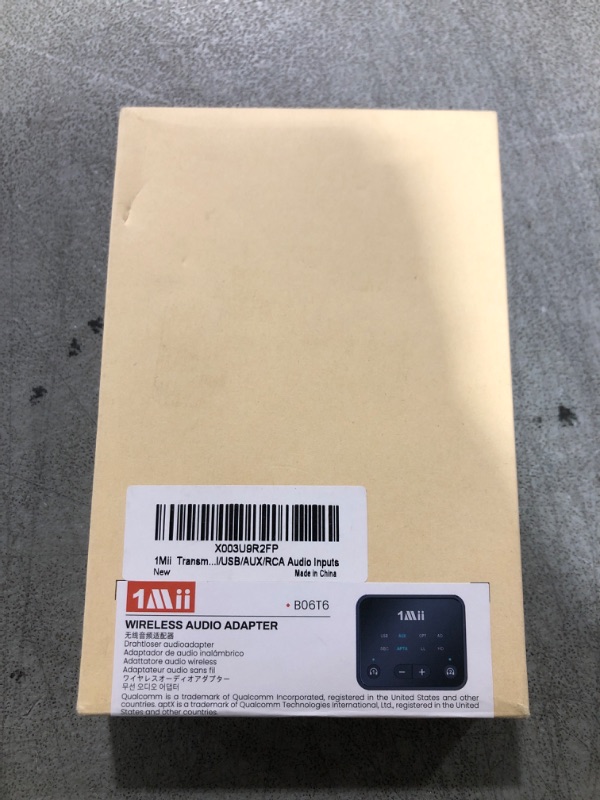 X003U9R2FP
1Mii Transm...I/USB/AUX/RCA Audio Inputs
New
Made in China
1Mii
• B06T6
WIRELESS AUDIO ADAPTER
无线音频适配器
Drahtloser audioadapter
Adaptador de audio inalámbrico
Adattatore audio wireless
Adaptateur audio sans fil
ワイヤレスオーディオアダプター
무선 오디오 어댑터
1Mii
Qualcomm is a trademark of Qualcomm Incorporated, registered in the United States and other
countries. aptX is a trademark of Qualcomm Technologies International, Ltd., registered in the United
States and other countries.